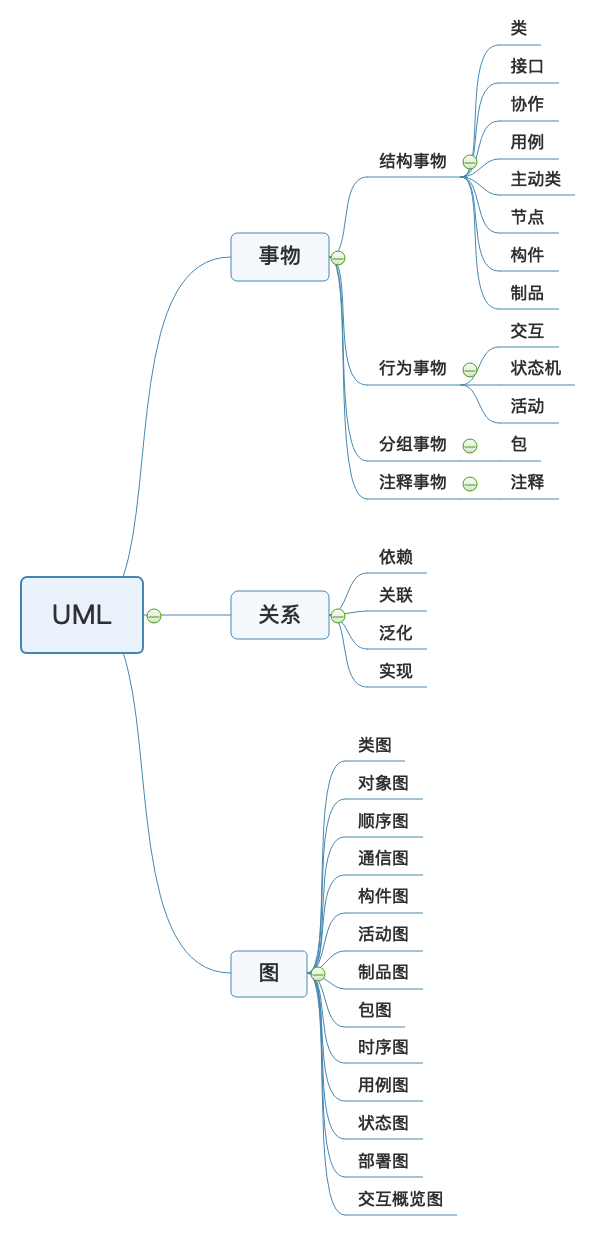 UML
事物
结构事物
类
接口
协作
用例
主动类
节点
构件
制品
行为事物
交互
状态机
活动
分组事物
包
注释事物
注释
关系
依赖
关联
泛化
实现
图
类图
对象图
顺序图
通信图
构件图
活动图
制品图
包图
时序图
用例图
状态图
部署图
交互概览图